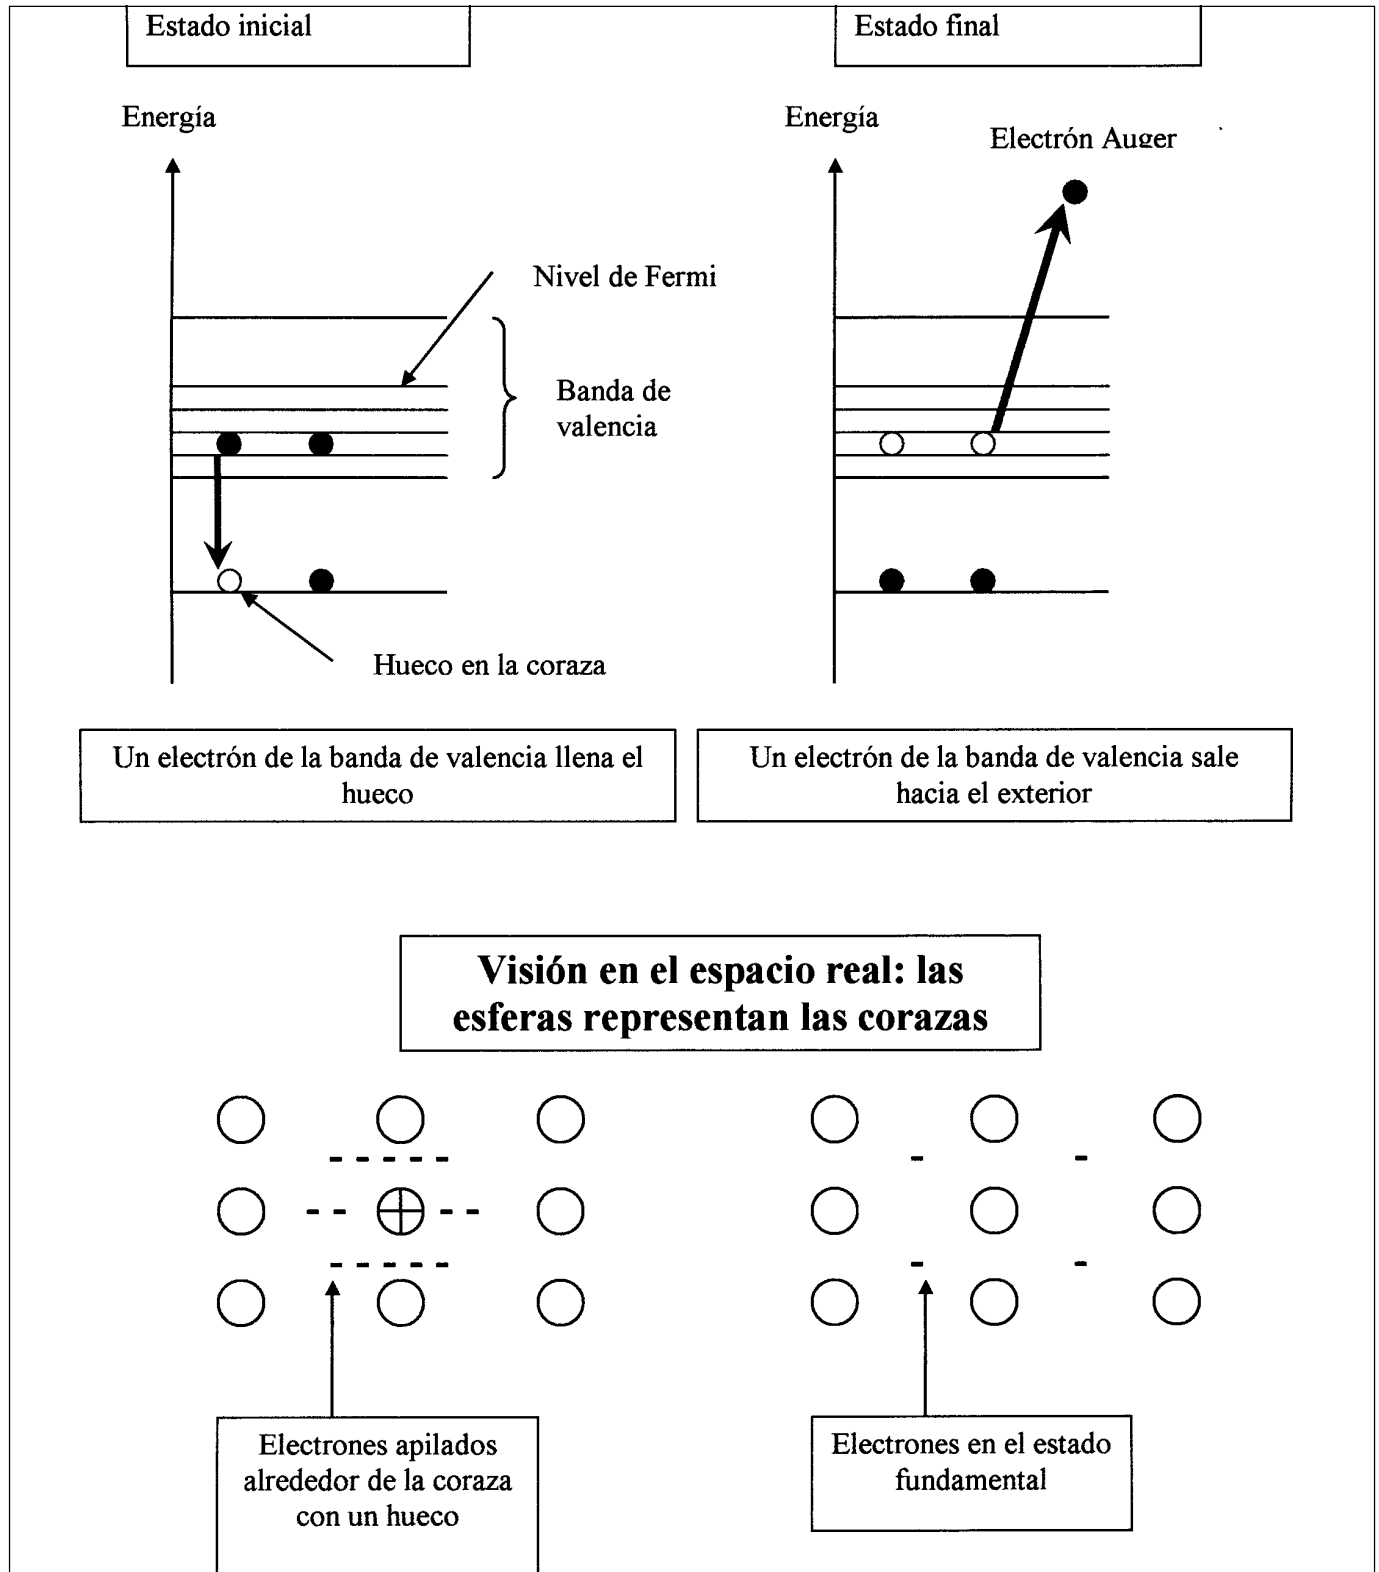 Estado inicial
Estado final
Energía
Energía
Electrón Auger
Nivel de Fermi
Banda de
valencia
Hueco en la coraza
Un electrón de la banda de valencia llena el
hueco
Un electrón de la banda de valencia sale
hacia el exterior
Visión en el espacio real: las
esferas representan las corazas
Electrones apilados
alrededor de la coraza
con un hueco
Electrones en el estado
fundamental